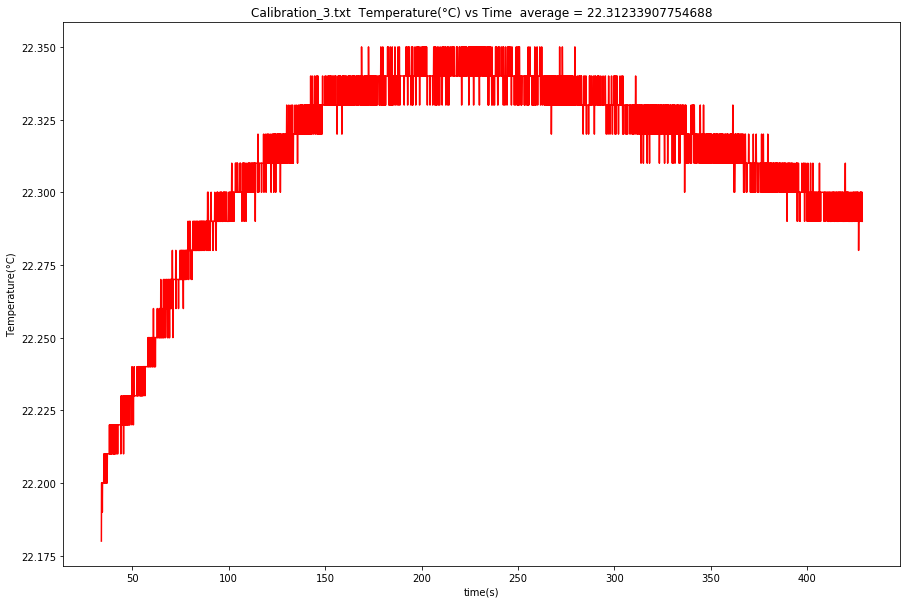 Calibration_3.txt  Temperature(°C) vs Time  average = 22.31233907754688
22.350
22.325
22.300
22.275
22.250
22.225
22.200
22.175
Temperature(°C)
50 100 150 200 250 300 350 400
time(s)